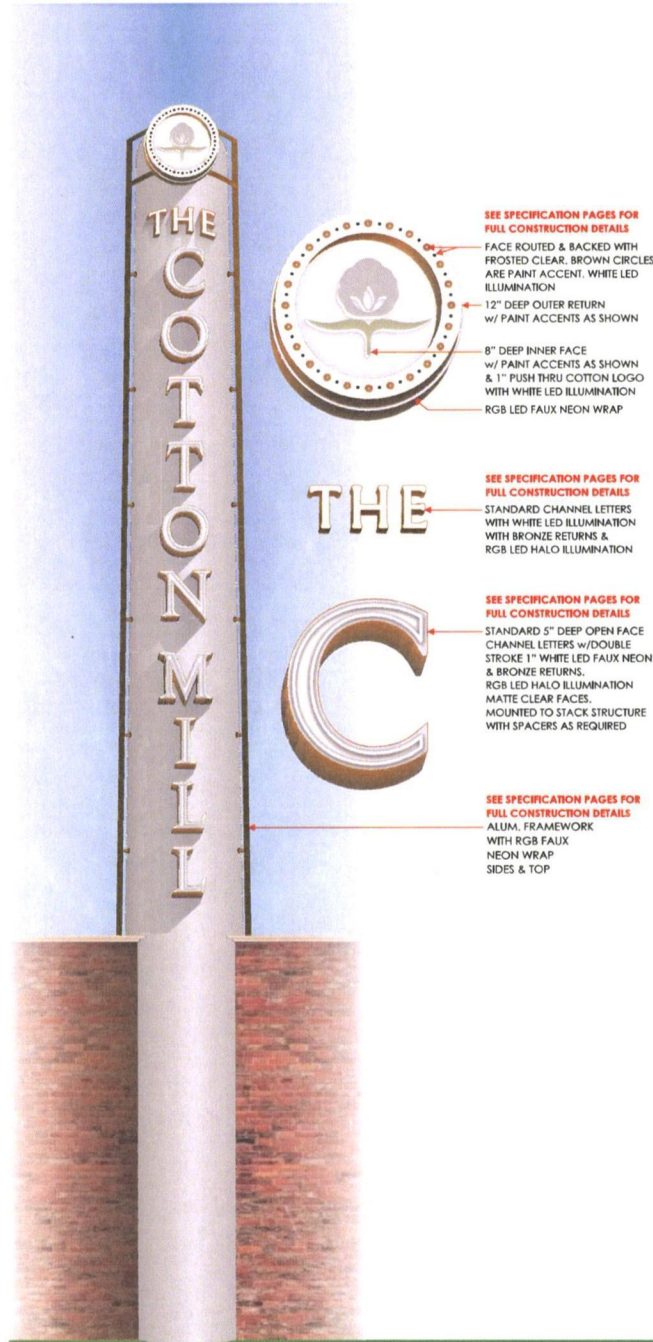 THE
COTTON MILL
SEE SPECIFICATION PAGES FOR
FULL CONSTRUCTION DETAILS
FACE ROUTED & BACKED WITH
FROSTED CLEAR. BROWN CIRCLES
ARE PAINT ACCENT. WHITE LED
ILLUMINATION
12" DEEP OUTER RETURN
w/ PAINT ACCENTS AS SHOWN
8" DEEP INNER FACE
w/ PAINT ACCENTS AS SHOWN
& 1" PUSH THRU COTTON LOGO
WITH WHITE LED ILLUMINATION
RGB LED FAUX NEON WRAP
THE
SEE SPECIFICATION PAGES FOR
FULL CONSTRUCTION DETAILS
STANDARD CHANNEL LETTERS
WITH WHITE LED ILLUMINATION
WITH BRONZE RETURNS &
RGB LED HALO ILLUMINATION
C
SEE SPECIFICATION PAGES FOR
FULL CONSTRUCTION DETAILS
STANDARD 5" DEEP OPEN FACE
CHANNEL LETTERS w/DOUBLE
STROKE 1" WHITE LED FAUX NEON
& BRONZE RETURNS.
RGB LED HALO ILLUMINATION
MATTE CLEAR FACES.
MOUNTED TO STACK STRUCTURE
WITH SPACERS AS REQUIRED
SEE SPECIFICATION PAGES FOR
FULL CONSTRUCTION DETAILS
ALUM. FRAMEWORK
WITH RGB FAUX
NEON WRAP
SIDES & TOP